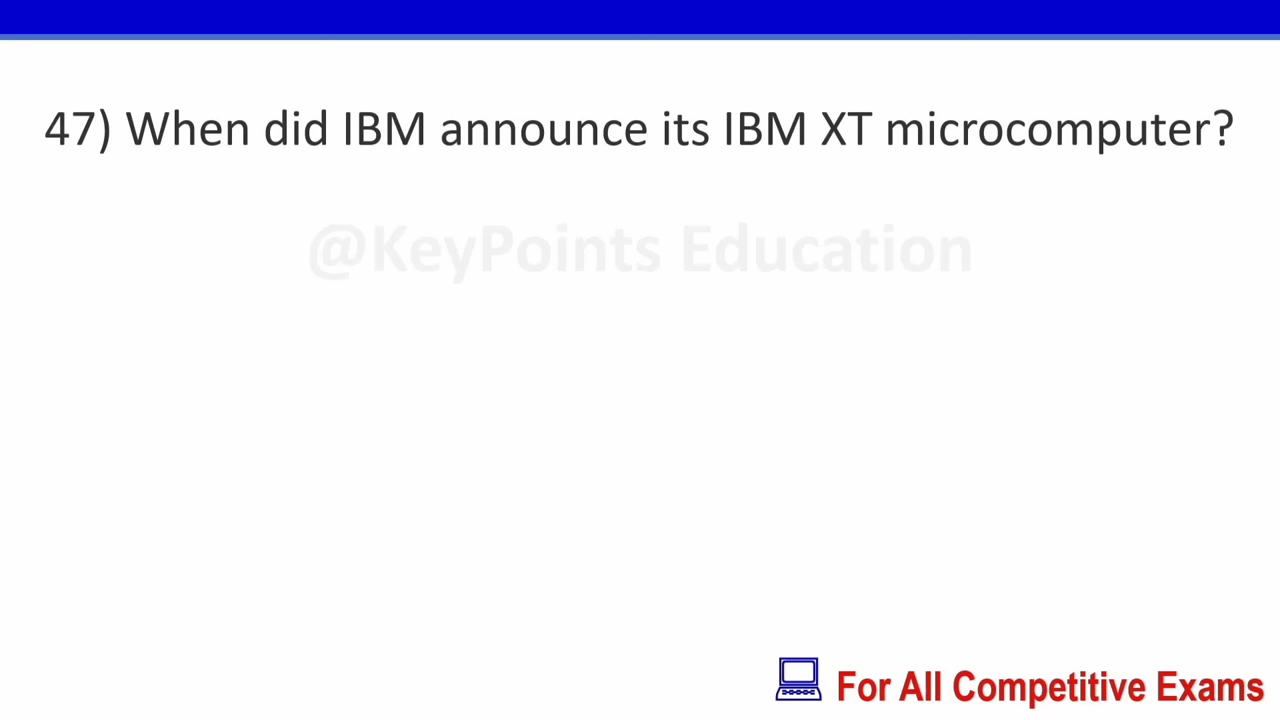 47) When did IBM announce its IBM XT microcomputer?
@KeyPoints Education
For All Competitive Exams